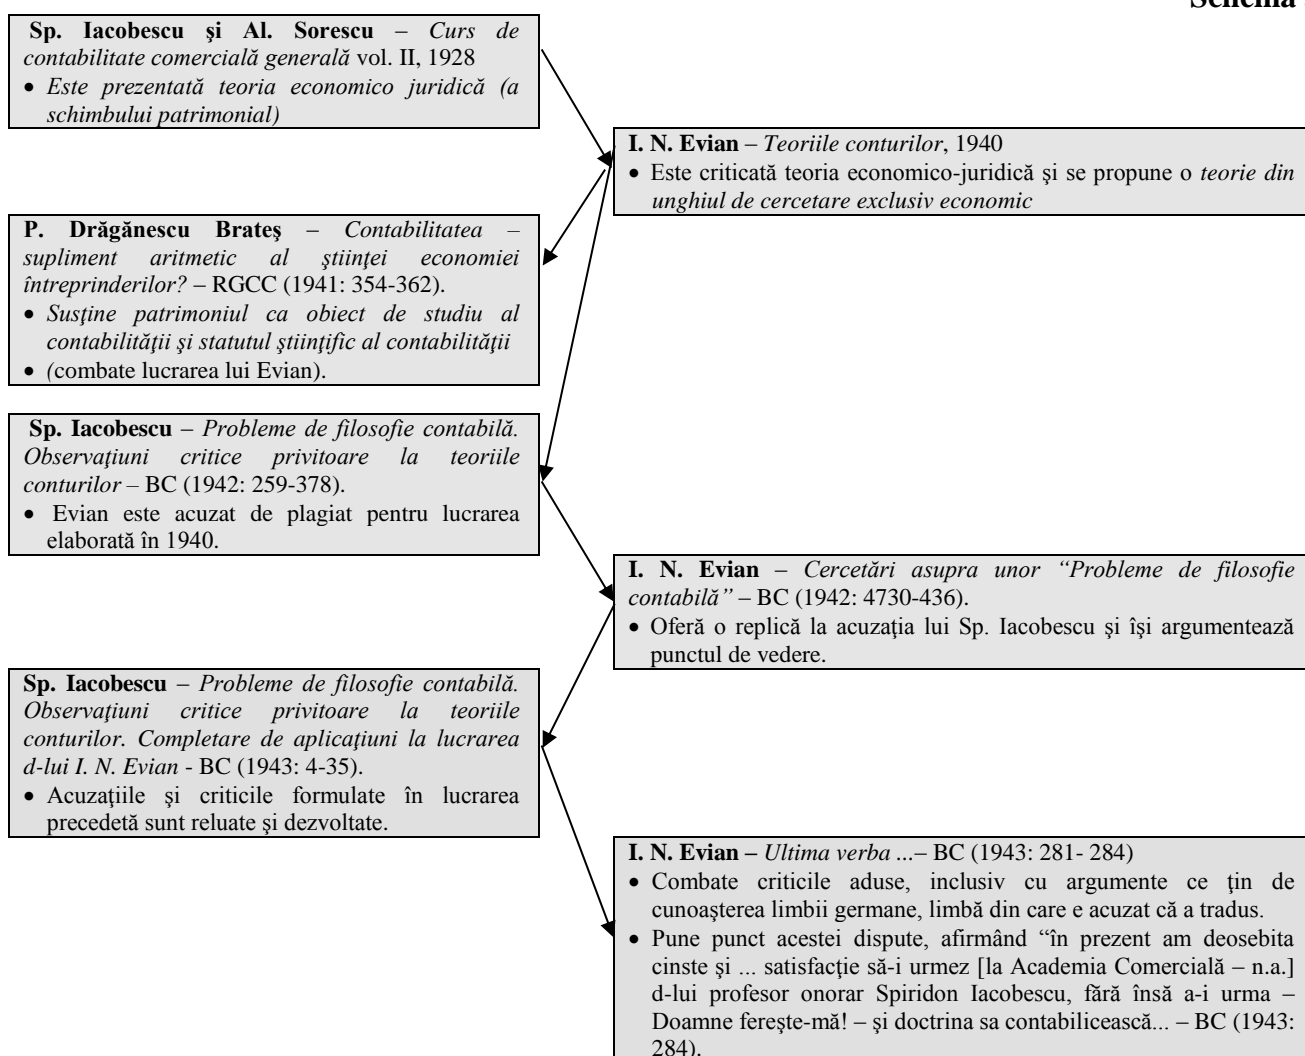 Sp. Iacobescu şi Al. Sorescu – Curs de
contabilitate comercială generală vol. II, 1928
• Este prezentată teoria economico juridică (a
schimbului patrimonial)
I. N. Evian – Teoriile conturilor, 1940
• Este criticată teoria economico-juridică şi se propune o teorie din
unghiul de cercetare exclusiv economic
P. Drăgănescu Brateş – Contabilitatea –
supliment aritmetic al ştiinţei economiei
întreprinderilor? – RGCC (1941: 354-362).
• Susţine patrimoniul ca obiect de studiu al
contabilităţii şi statutul ştiinţific al contabilităţii
• (combate lucrarea lui Evian).
Sp. Iacobescu – Probleme de filosofie contabilă.
Observaţiuni critice privitoare la teoriile
conturilor – BC (1942: 259-378).
• Evian este acuzat de plagiat pentru lucrarea
elaborată în 1940.
I. N. Evian – Cercetări asupra unor “Probleme de filosofie
contabilă” – BC (1942: 4730-436).
• Oferă o replică la acuzaţia lui Sp. Iacobescu şi îşi argumentează
punctul de vedere.
Sp. Iacobescu – Probleme de filosofie contabilă.
Observaţiuni critice privitoare la teoriile
conturilor. Completare de aplicaţiuni la lucrarea
d-lui I. N. Evian - BC (1943: 4-35).
• Acuzaţiile şi criticile formulate în lucrarea
precedetă sunt reluate şi dezvoltate.
I. N. Evian – Ultima verba ...– BC (1943: 281- 284)
• Combate criticile aduse, inclusiv cu argumente ce ţin de
cunoaşterea limbii germane, limbă din care e acuzat că a tradus.
• Pune punct acestei dispute, afirmând “în prezent am deosebita
cinste şi ... satisfacţie să-i urmez [la Academia Comercială – n.a.]
d-lui profesor onorar Spiridon Iacobescu, fără însă a-i urma –
Doamne fereşte-mă! – şi doctrina sa contabilicească... – BC (1943:
284).